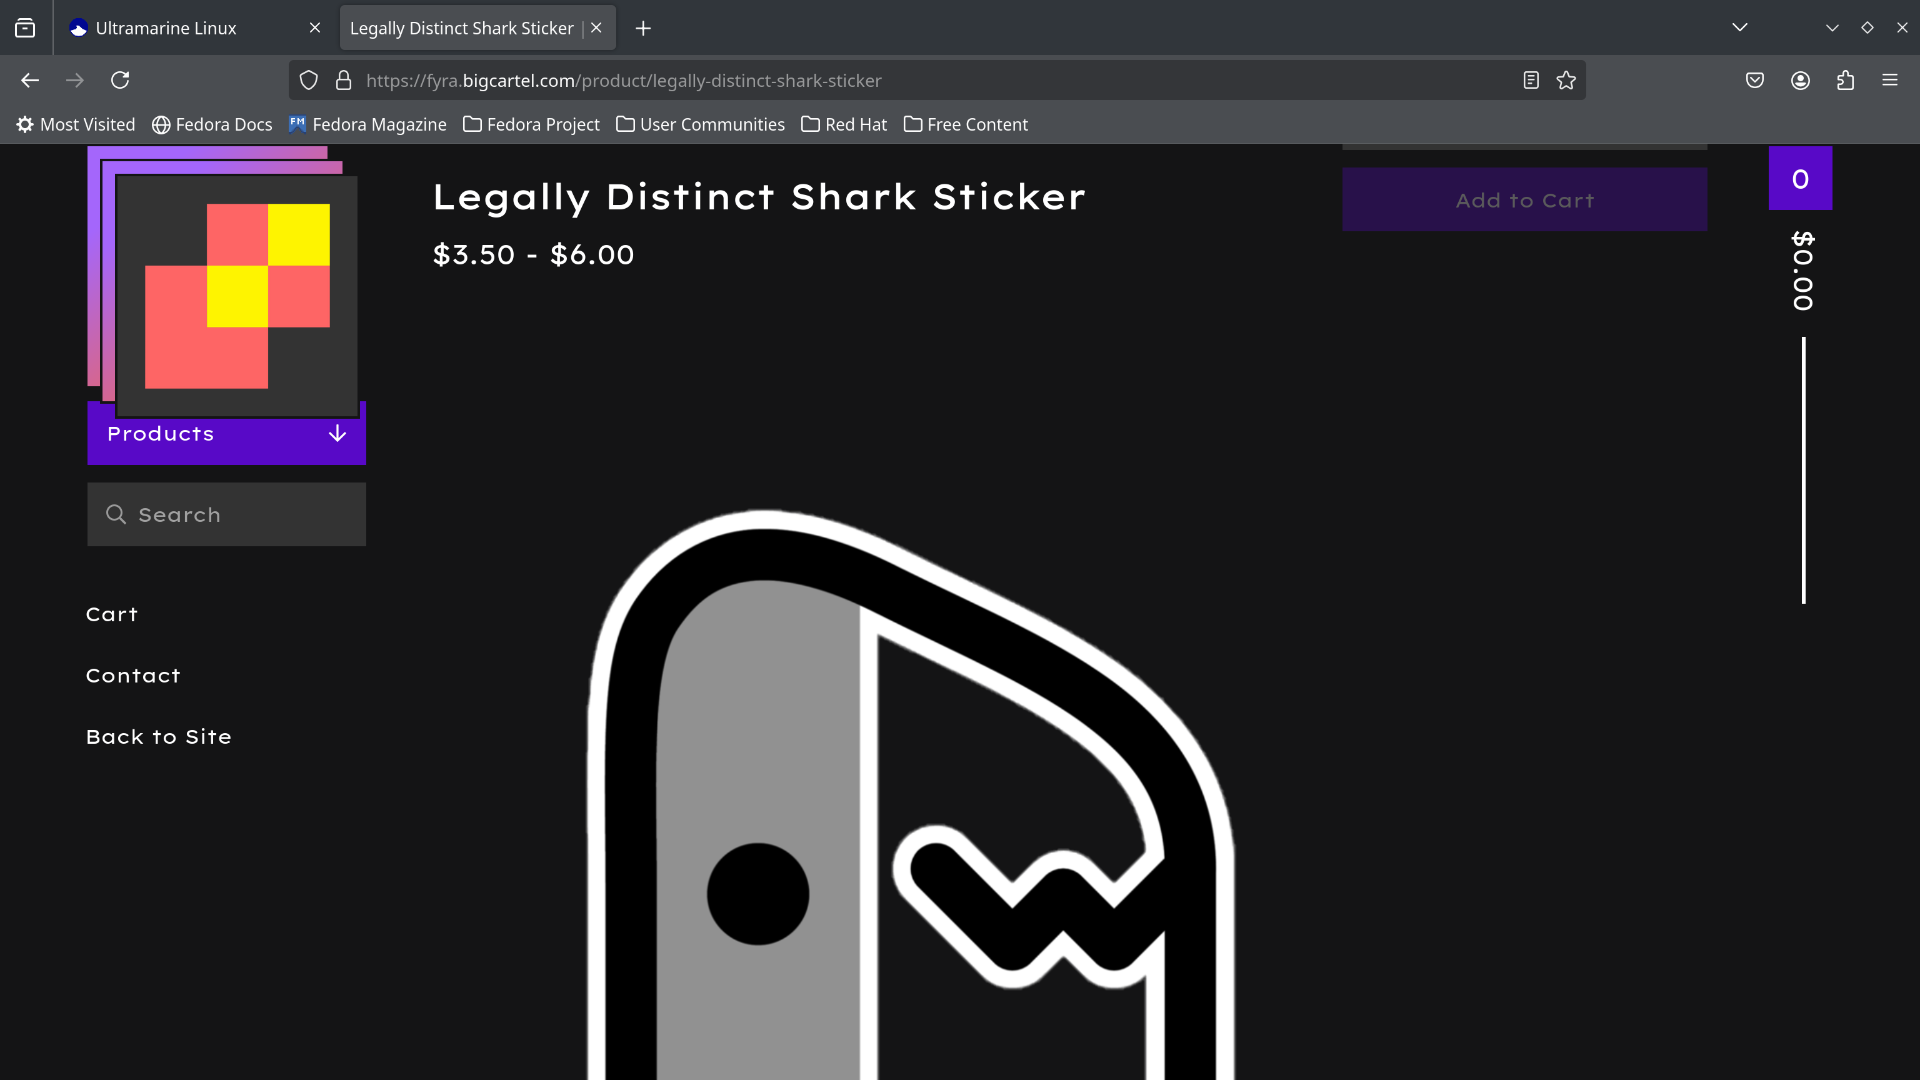 Ultramarine Linux
Legally Distinct Shark Sticker |
https://fyra.bigcartel.com/product/legally-distinct-shark-sticker
Most Visited Fedora Docs FM Fedora Magazine Fedora Project User Communities Red Hat Free Content
Legally Distinct Shark Sticker
$3.50 - $6.00
Add to Cart
0
$0.00
Products
Search
Cart
Contact
Back to Site